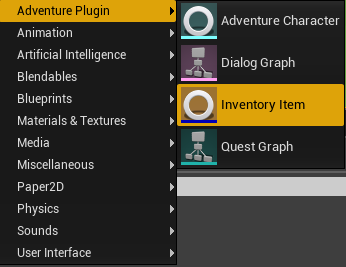 Adventure Plugin
Animation
Artificial Intelligence
Blendables
Blueprints
Materials & Textures
Media
Miscellaneous
Paper2D
Physics
Sounds
User Interface
Adventure Character
Dialog Graph
Inventory Item
Quest Graph